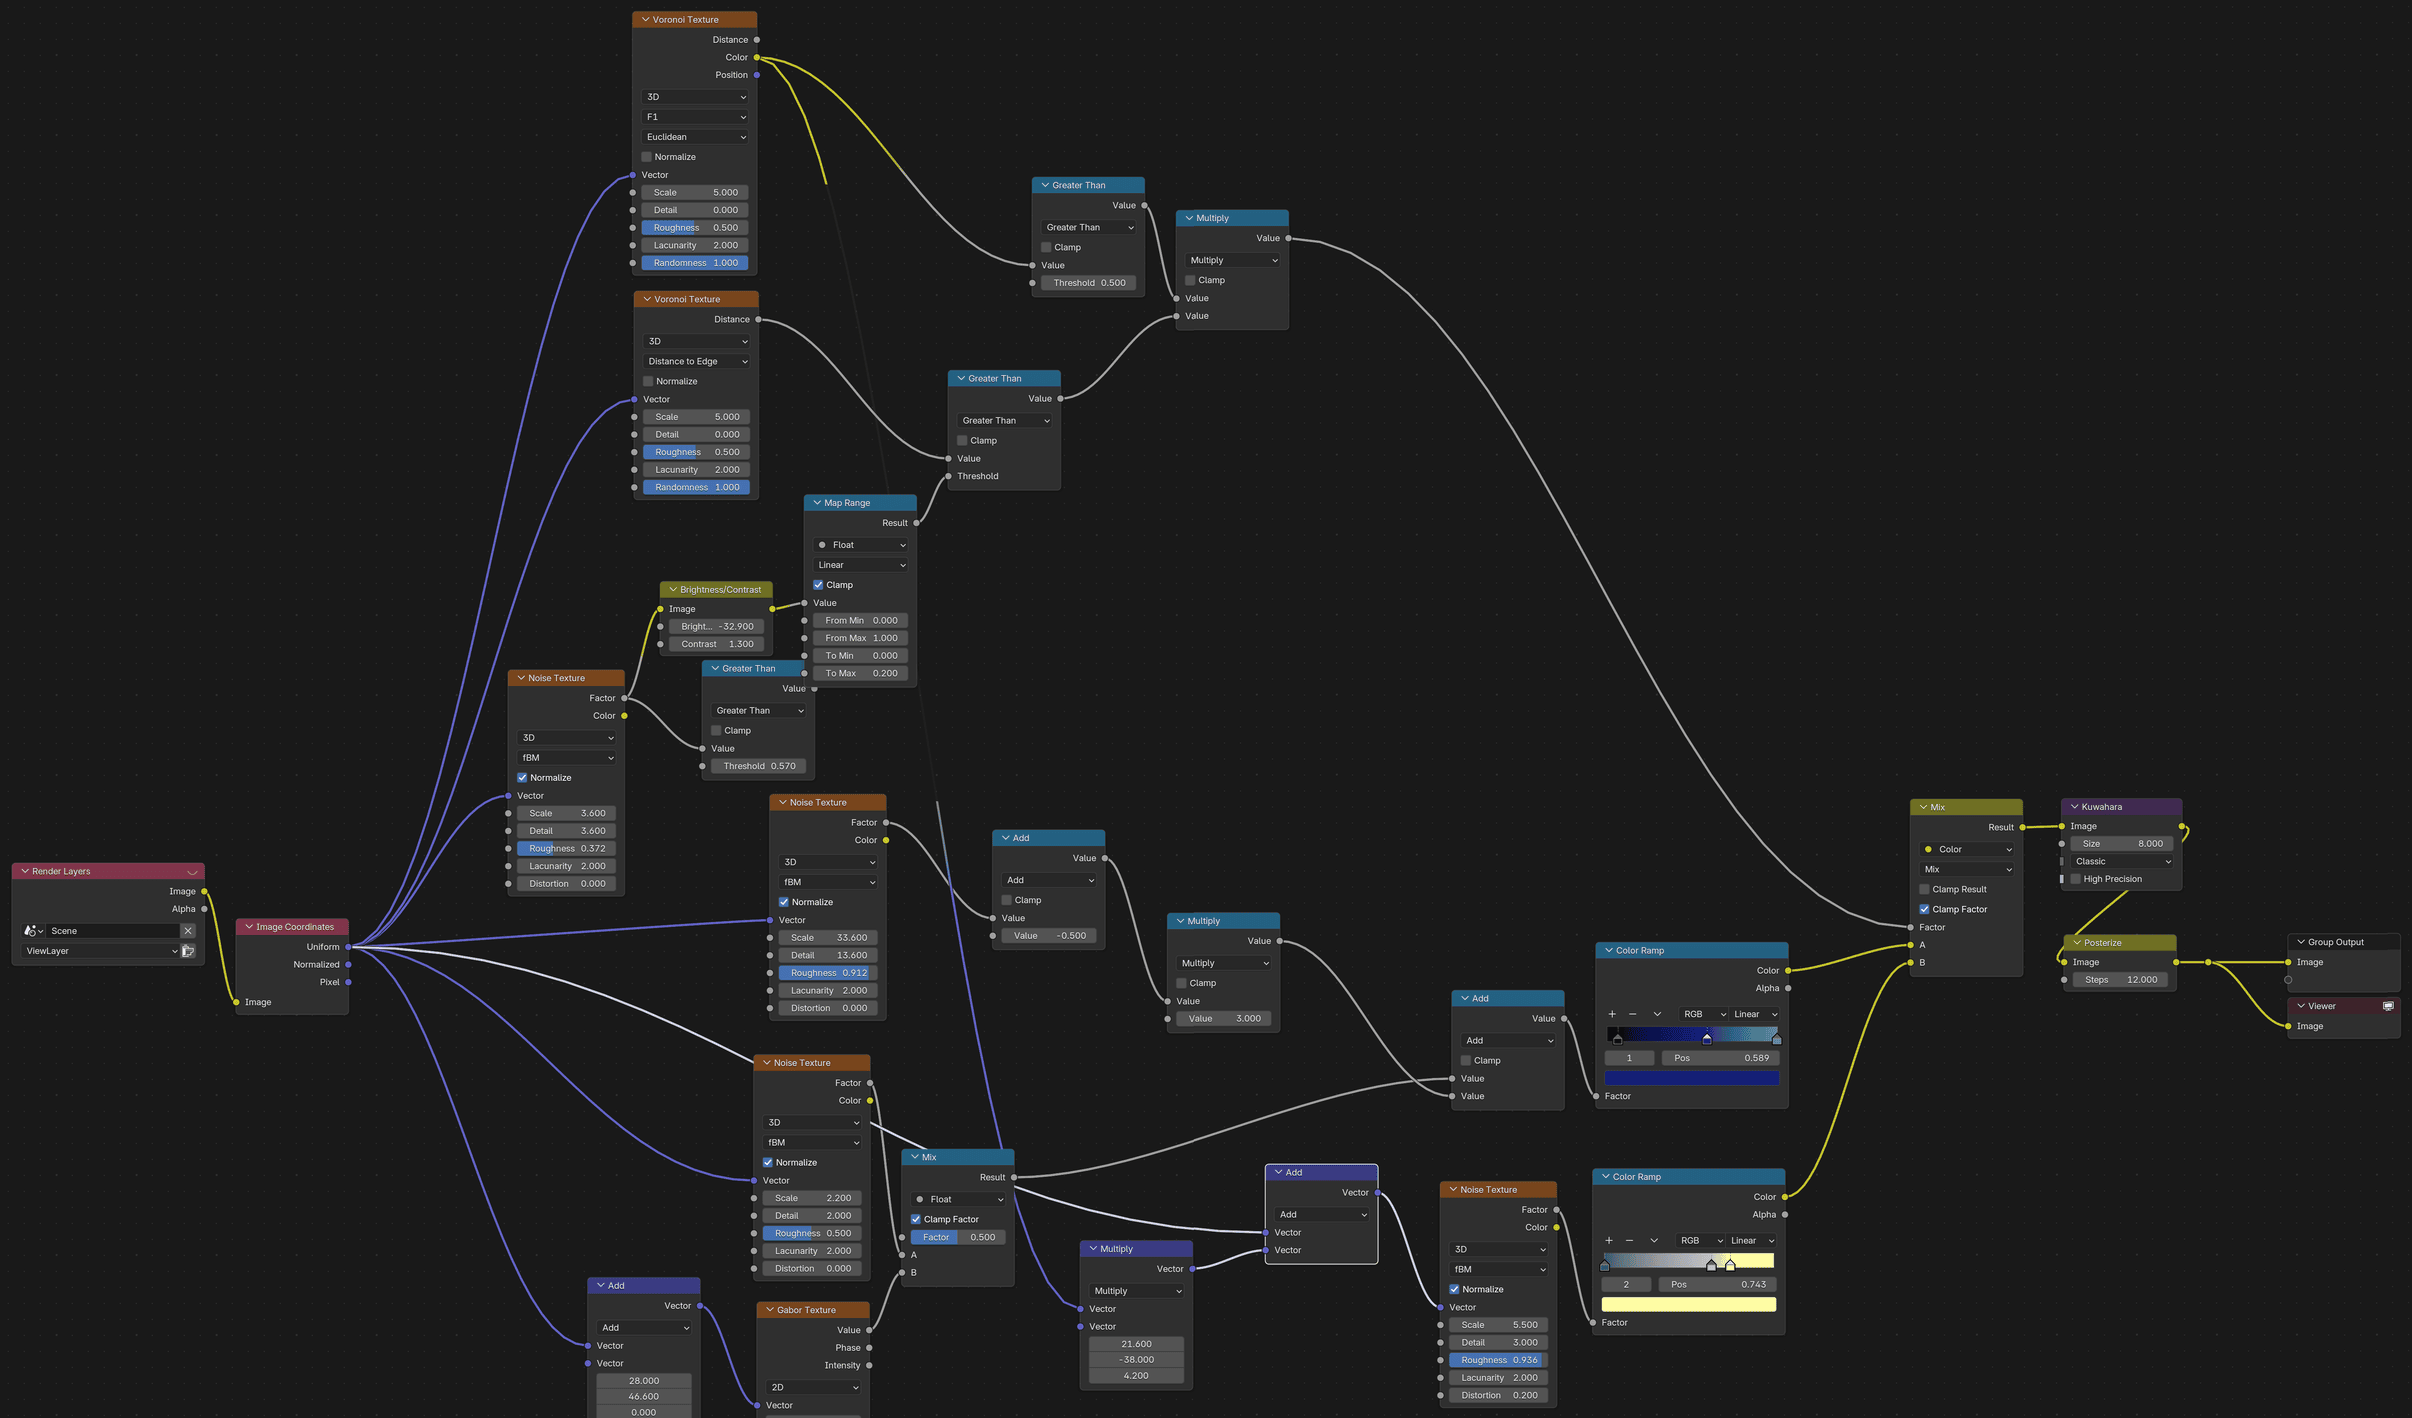 Voronoi Texture
Distance
Color
Position
3D
F1
Euclidean
Normalize
Vector
Scale 5.000
Detail 0.000
Roughness 0.500
Lacunarity 2.000
Randomness 1.000
Voronoi Texture
Distance
3D
Distance to Edge
Normalize
Vector
Scale 5.000
Detail 0.000
Roughness 0.500
Lacunarity 2.000
Randomness 1.000
Greater Than
Value
Greater Than
Clamp
Value
Threshold 0.500
Multiply
Value
Multiply
Clamp
Value
Value
Greater Than
Value
Greater Than
Clamp
Value
Threshold
Map Range
Result
Float
Linear
Clamp
Value
From Min 0.000
From Max 1.000
To Min 0.000
To Max 0.200
Brightness/Contrast
Image
Bright... -32.900
Contrast 1.300
Greater Than
Value
Greater Than
Clamp
Value
Threshold 0.570
Noise Texture
Factor
Color
3D
fBM
Normalize
Vector
Scale 3.600
Detail 3.600
Roughness 0.372
Lacunarity 2.000
Distortion 0.000
Render Layers
Image
Alpha
Scene
ViewLayer
Image Coordinates
Uniform
Normalized
Pixel
Image
Noise Texture
Factor
Color
3D
fBM
Normalize
Vector
Scale 33.600
Detail 13.600
Roughness 0.912
Lacunarity 2.000
Distortion 0.000
Add
Value
Add
Clamp
Value
Value -0.500
Multiply
Value
Multiply
Clamp
Value
Value 3.000
Noise Texture
Factor
Color
3D
fBM
Normalize
Vector
Scale 2.200
Detail 2.000
Roughness 0.500
Lacunarity 2.000
Distortion 0.000
Mix
Result
Float
Clamp Factor
Factor 0.500
A
B
Add
Vector
Add
Vector
Vector
28.000
46.600
0.000
Gabor Texture
Value
Phase
Intensity
2D
Vector
Multiply
Vector
Multiply
Vector
Vector
21.600
-38.000
4.200
Add
Vector
Add
Vector
Vector
Noise Texture
Factor
Color
3D
fBM
Normalize
Vector
Scale 5.500
Detail 3.000
Roughness 0.936
Lacunarity 2.000
Distortion 0.200
Add
Value
Add
Clamp
Value
Value
Color Ramp
Color
Alpha
RGB Linear
1 Pos 0.589
Factor
Color Ramp
Color
Alpha
RGB Linear
2 Pos 0.743
Factor
Mix
Result
Color
Mix
Clamp Result
Clamp Factor
Factor
A
B
Kuwahara
Image
Size 8.000
Classic
High Precision
Posterize
Image
Steps 12.000
Group Output
Image
Viewer
Image